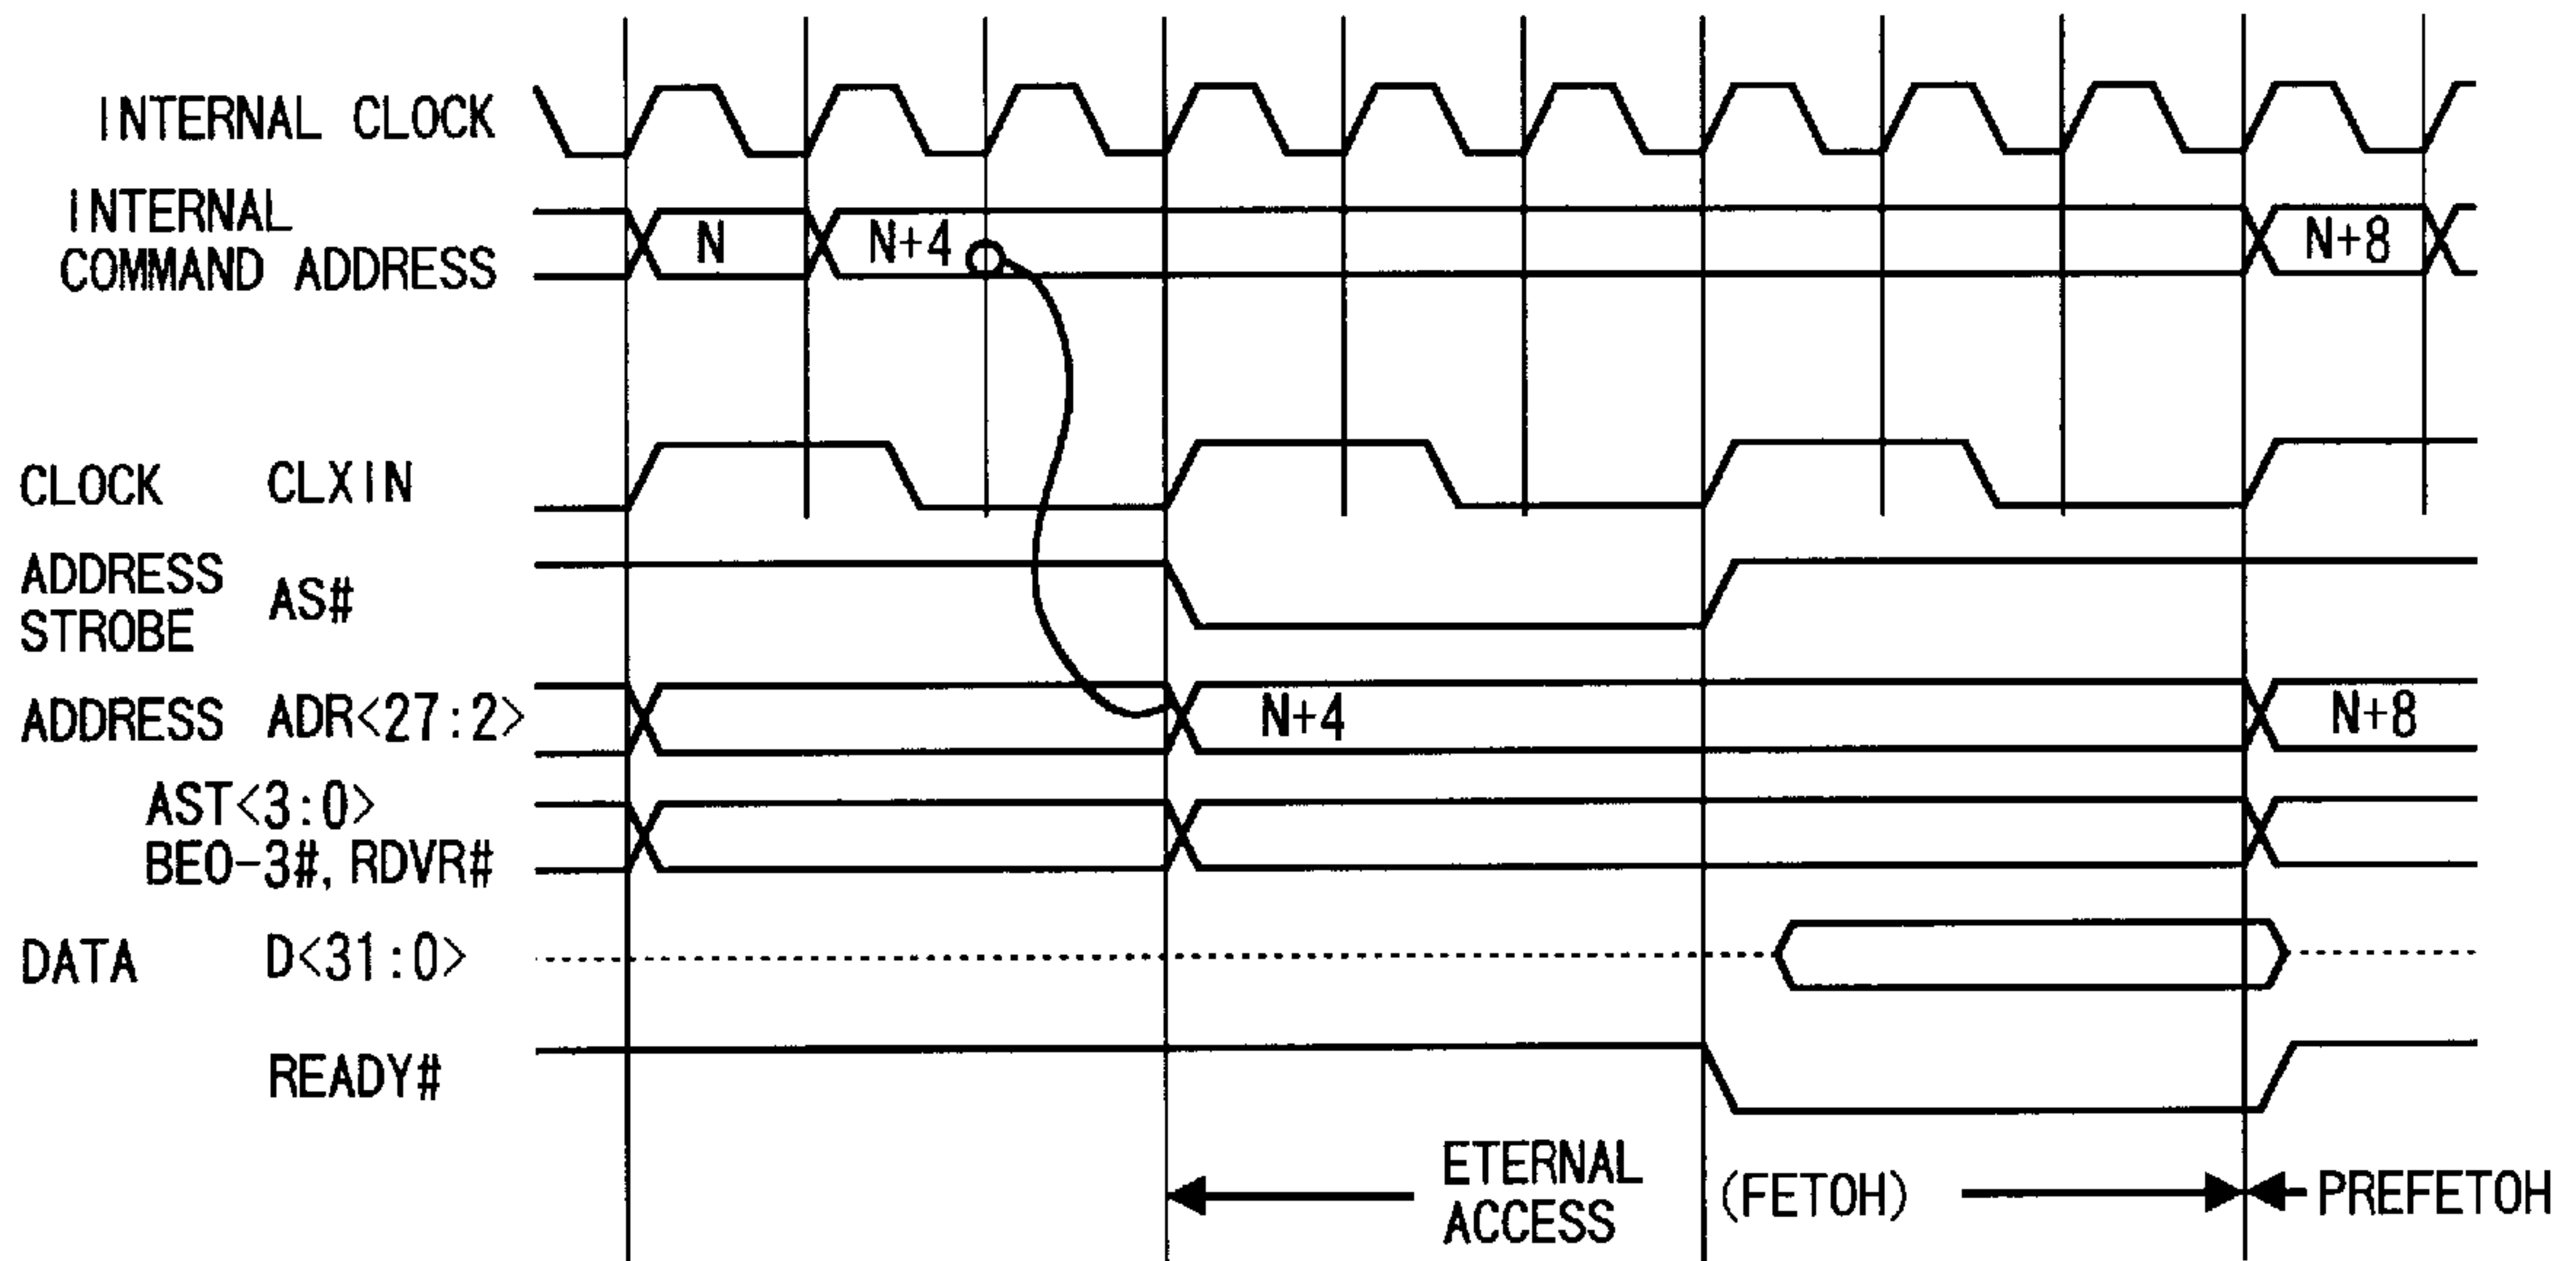 INTERNAL CLOCK
INTERNAL
COMMAND ADDRESS
N
N+4
N+8
CLOCK CLXIN
ADDRESS
STROBE
AS#
ADDRESS ADR<27:2>
N+4
N+8
AST<3:0>
BE0-3#, RDVR#
DATA D<31:0>
READY#
ETERNAL
ACCESS
(FETOH)
PREFETOH